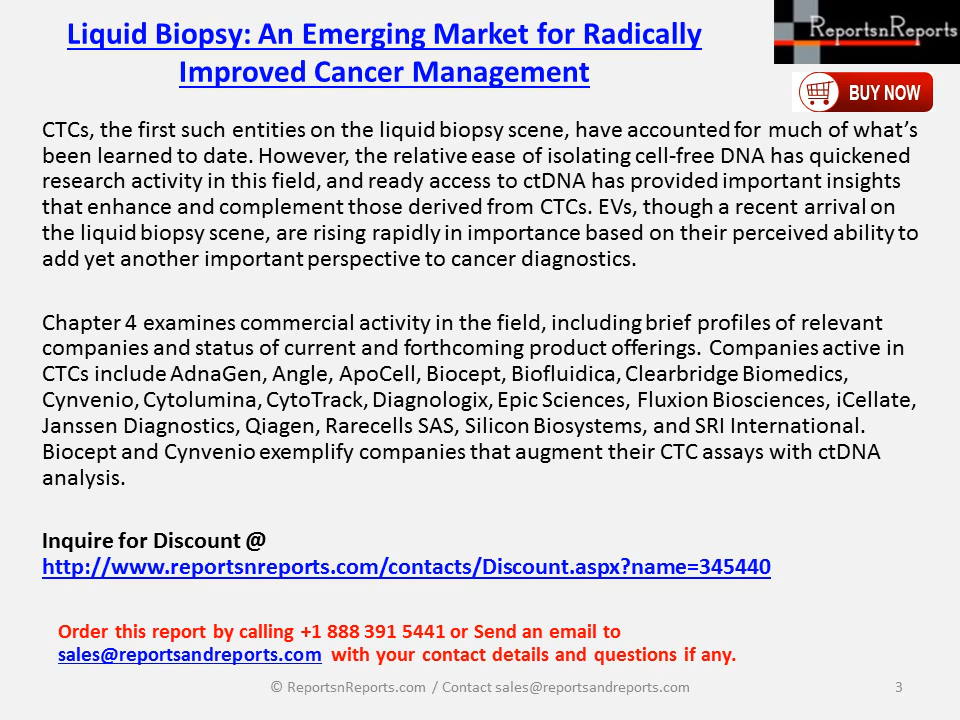 Liquid Biopsy: An Emerging Market for Radically
Improved Cancer Management
ReportsnReports
BUY NOW
CTCs, the first such entities on the liquid biopsy scene, have accounted for much of what's
been learned to date. However, the relative ease of isolating cell-free DNA has quickened
research activity in this field, and ready access to ctDNA has provided important insights
that enhance and complement those derived from CTCs. EVs, though a recent arrival on
the liquid biopsy scene, are rising rapidly in importance based on their perceived ability to
add yet another important perspective to cancer diagnostics.
Chapter 4 examines commercial activity in the field, including brief profiles of relevant
companies and status of current and forthcoming product offerings. Companies active in
CTCs include AdnaGen, Angle, ApoCell, Biocept, Biofluidica, Clearbridge Biomedics,
Cynvenio, Cytolumina, CytoTrack, Diagnologix, Epic Sciences, Fluxion Biosciences, iCellate,
Janssen Diagnostics, Qiagen, Rarecells SAS, Silicon Biosystems, and SRI International.
Biocept and Cynvenio exemplify companies that augment their CTC assays with ctDNA
analysis.
Inquire for Discount @
http://www.reportsnreports.com/contacts/Discount.aspx?name=345440
Order this report by calling +1 888 391 5441 or Send an email to
sales@reportsandreports.com with your contact details and questions if any.
© ReportsnReports.com / Contact sales@reportsandreports.com
3